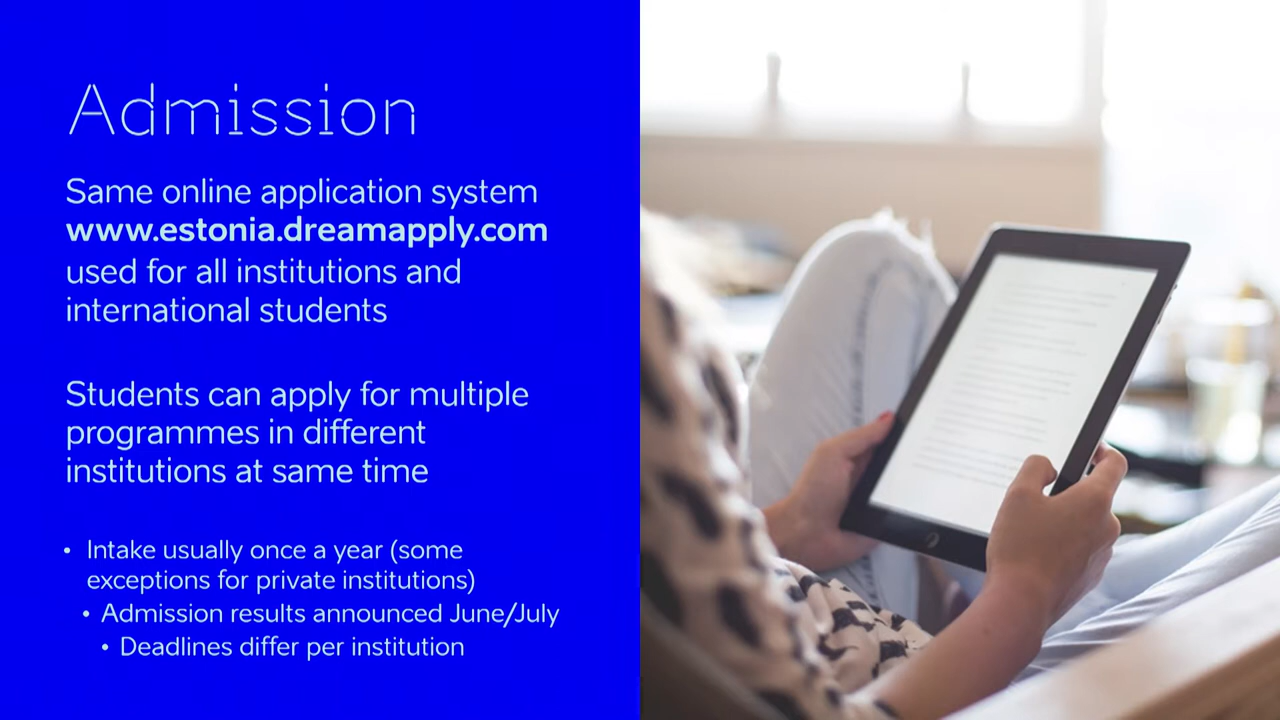 Admission
Same online application system
www.estonia.dreamapply.com
used for all institutions and
international students
Students can apply for multiple
programmes in different
institutions at same time
• Intake usually once a year (some
exceptions for private institutions)
• Admission results announced June/July
• Deadlines differ per institution